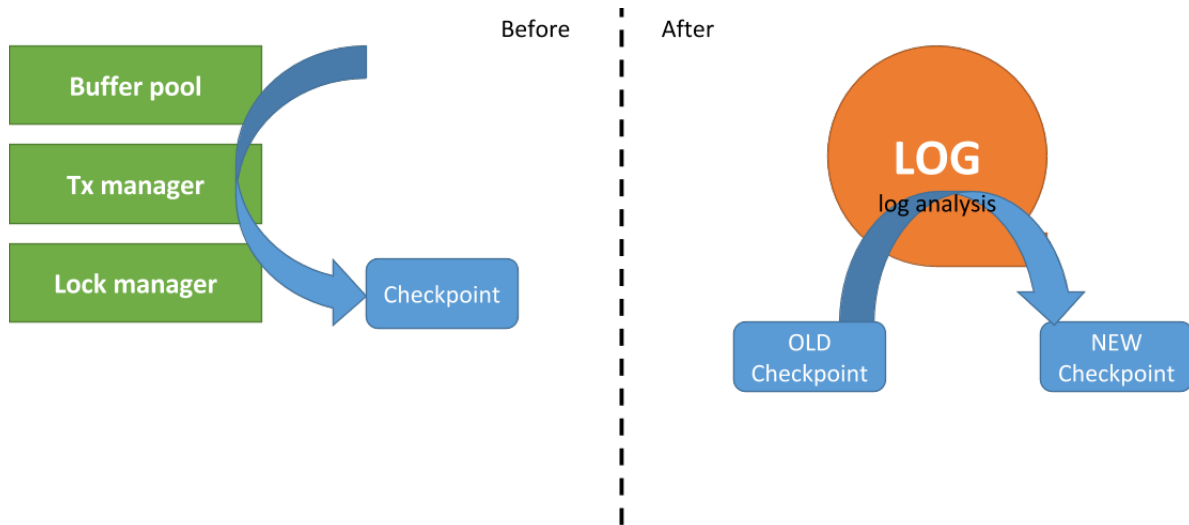 Before
After
Buffer pool
Tx manager
Lock manager
Checkpoint
LOG
log analysis
OLD
Checkpoint
NEW
Checkpoint